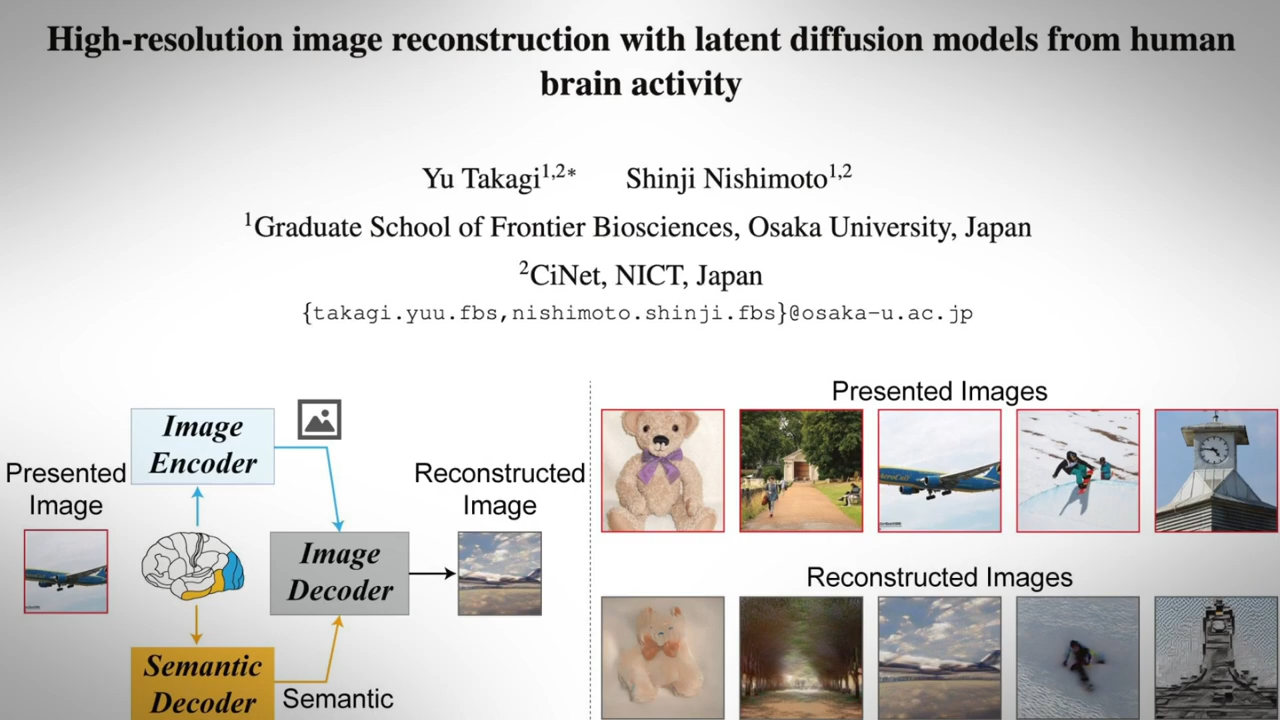 High-resolution image reconstruction with latent diffusion models from human
brain activity
Yu Takagi1,2* Shinji Nishimoto1,2
1Graduate School of Frontier Biosciences, Osaka University, Japan
2CiNet, NICT, Japan
{takagi.yuu.fbs,nishimoto.shinji.fbs}@osaka-u.ac.jp
Presented Images
Image
Encoder
Presented
Image
Reconstructed
Image
Image
Decoder
Reconstructed Images
Semantic
Decoder
Semantic